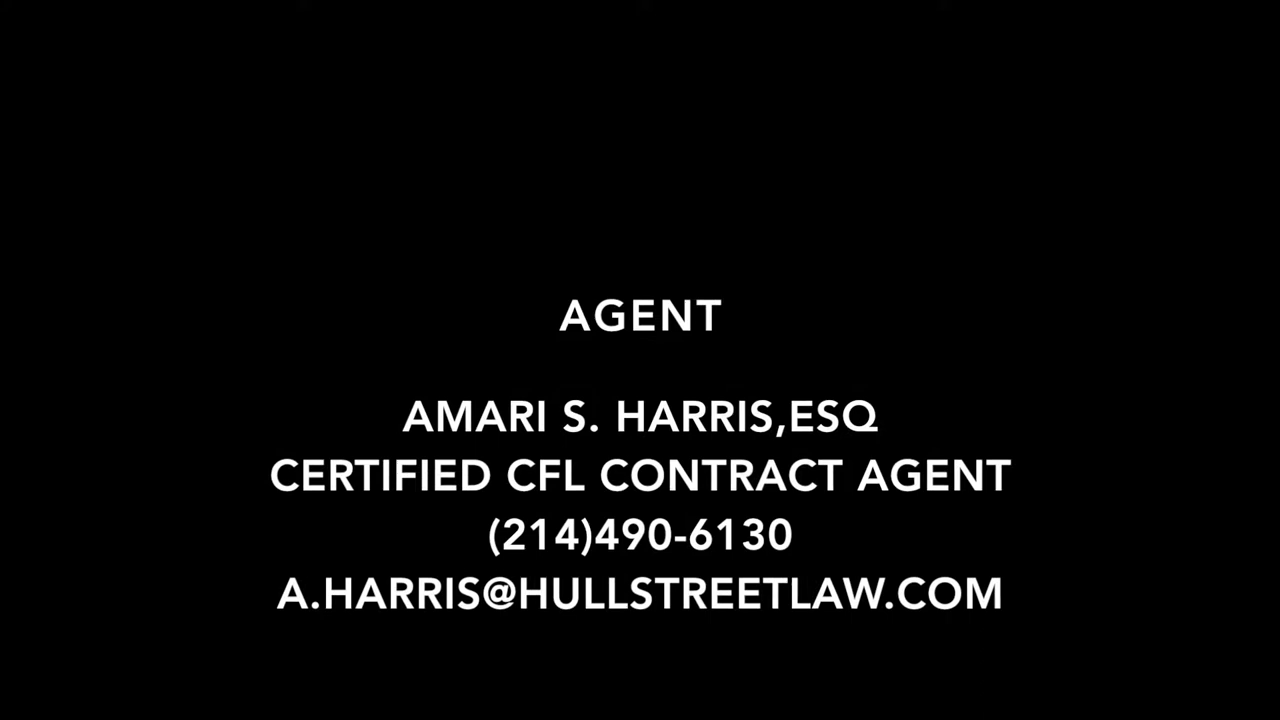 AGENT
AMARI S. HARRIS,ESQ
CERTIFIED CFL CONTRACT AGENT
(214)490-6130
A.HARRIS@HULLSTREETLAW.COM